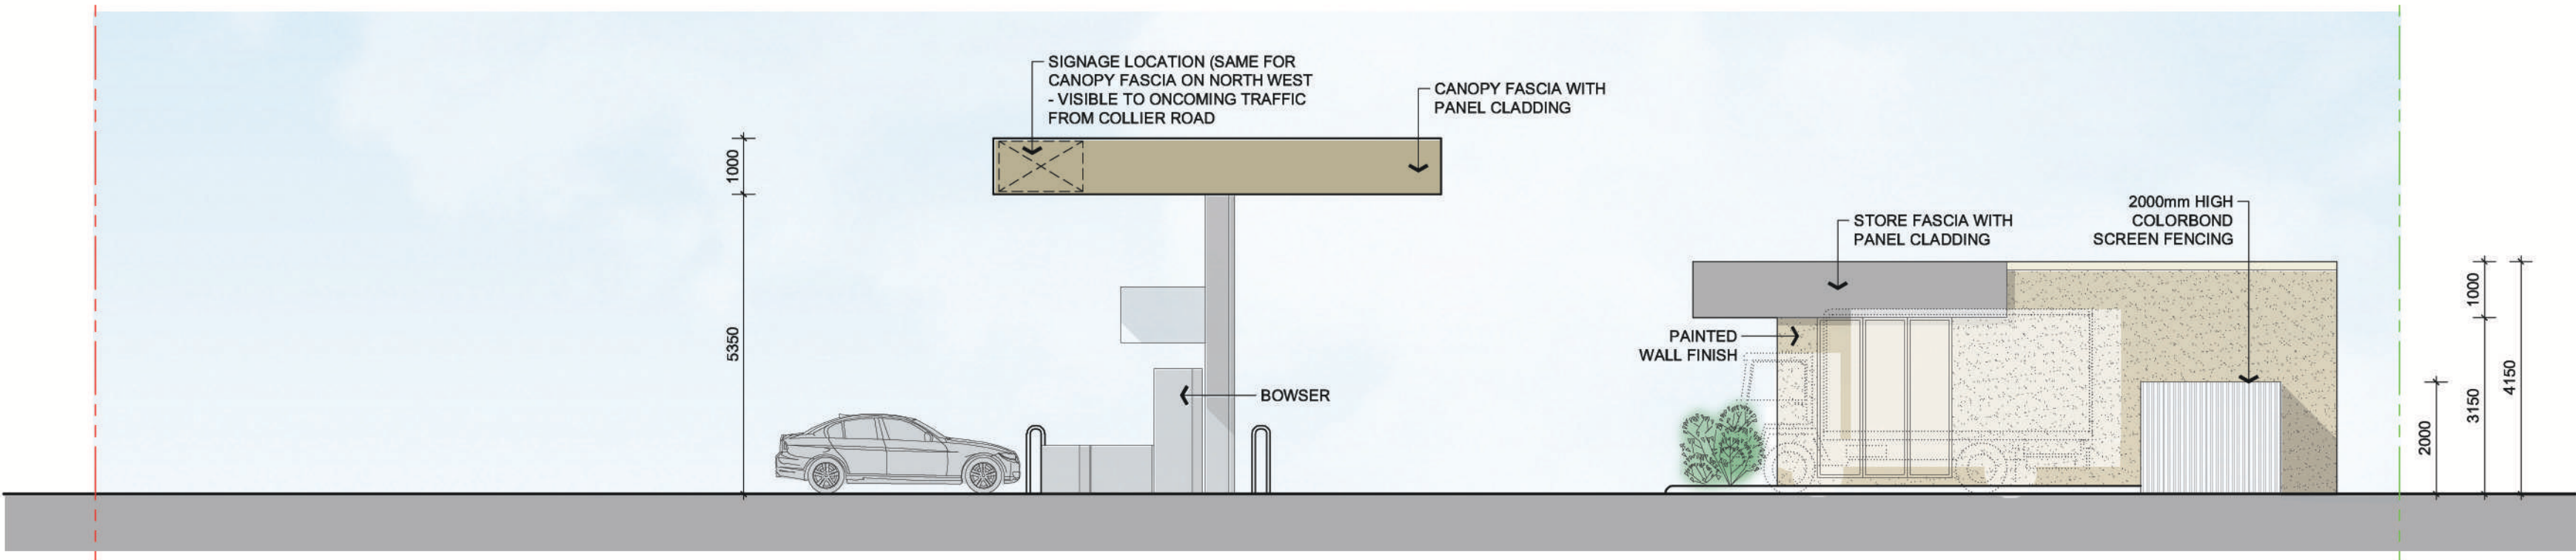 SIGNAGE LOCATION (SAME FOR
CANOPY FASCIA ON NORTH WEST
- VISIBLE TO ONCOMING TRAFFIC
FROM COLLIER ROAD
CANOPY FASCIA WITH
PANEL CLADDING
1000
5350
BOWSER
STORE FASCIA WITH
PANEL CLADDING
2000mm HIGH
COLORBOND
SCREEN FENCING
PAINTED
WALL FINISH
1000
3150
4150
2000